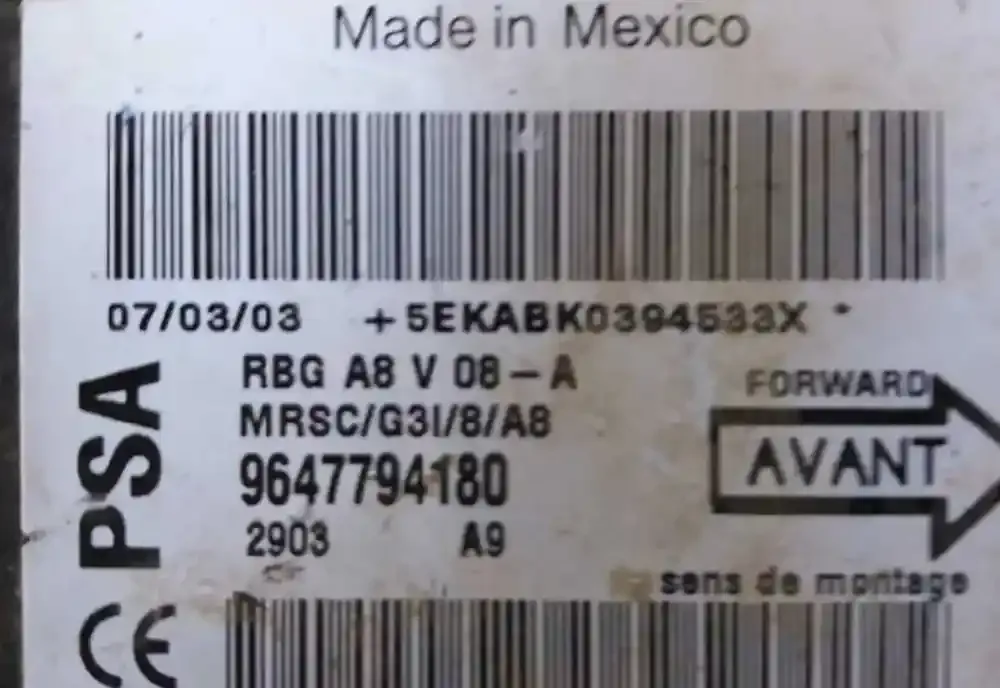 Made in Mexico
07/03/03 +5EKABK0394533X *
RBG A8 V 08-A
MRSC/G3I/8/A8
9647794180
2903 A9
PSA
CE
FORWARD
AVANT
sens de montage